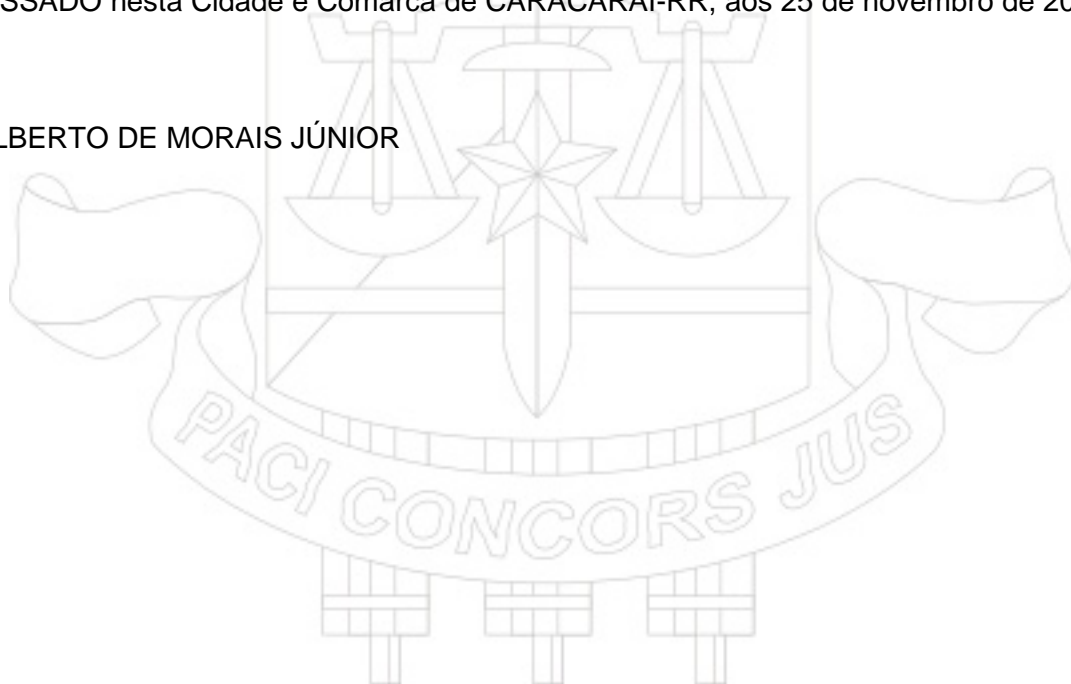 SSADO nesta Cidade e Comarca de CARACARAÍ-RR, aos 25 de novembro de 20
LBERTO DE MORAIS JÚNIOR
PACI CONCORS JUS